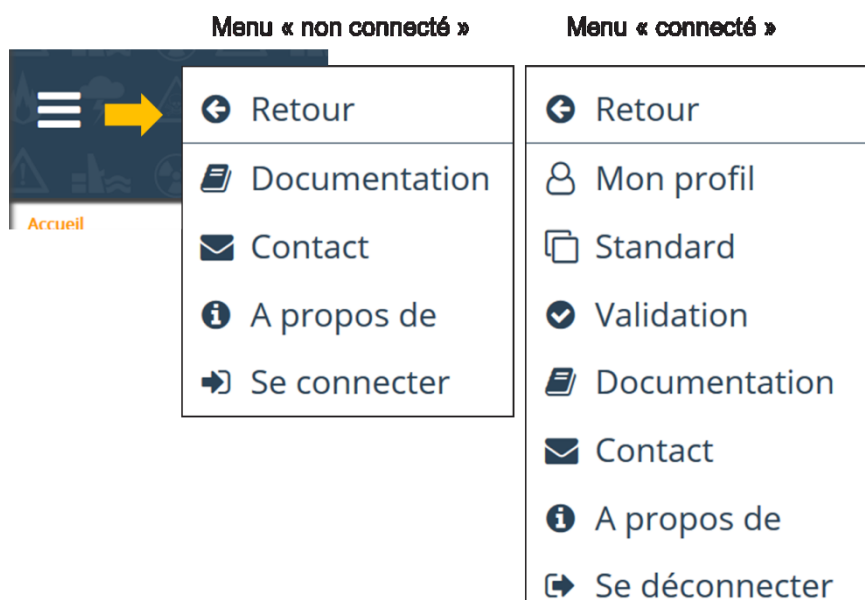 Menu « non connecté »
Retour
Documentation
Contact
A propos de
Se connecter
Accueil
Menu « connecté »
Retour
Mon profil
Standard
Validation
Documentation
Contact
A propos de
Se déconnecter